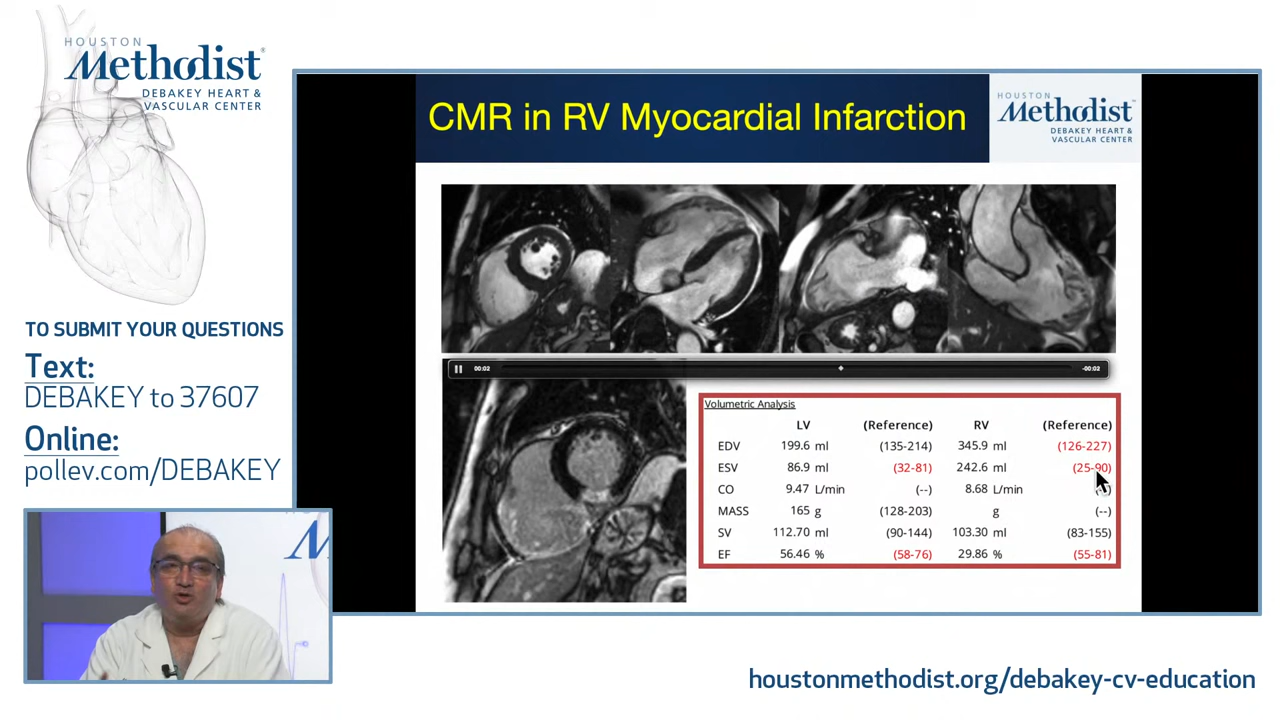 HOUSTON
Methodist
DEBAKEY HEART &
VASCULAR CENTER
TO SUBMIT YOUR QUESTIONS
Text:
DEBAKEY to 37607
Online:
pollev.com/DEBAKEY
CMR in RV Myocardial Infarction
HOUSTON
Methodist
DEBAKEY HEART &
VASCULAR CENTER
00:02 -00:02
Volumetric Analysis
LV (Reference) RV (Reference)
EDV 199.6 ml (135-214) 345.9 ml (126-227)
ESV 86.9 ml (32-81) 242.6 ml (25-90)
CO 9.47 L/min (--) 8.68 L/min
MASS 165 g (128-203) g (--)
SV 112.70 ml (90-144) 103.30 ml (83-155)
EF 56.46 % (58-76) 29.86 % (55-81)
houstonmethodist.org/debakey-cv-education